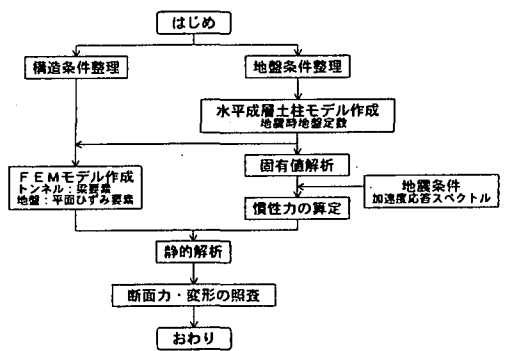 はじめ
構造条件整理
地盤条件整理
水平成層土柱モデル作成
地震時地盤定数
固有値解析
FEMモデル作成
トンネル:梁要素
地盤:平面ひずみ要素
地震条件
加速度応答スペクトル
慣性力の算定
静的解析
断面力・変形の照査
おわり